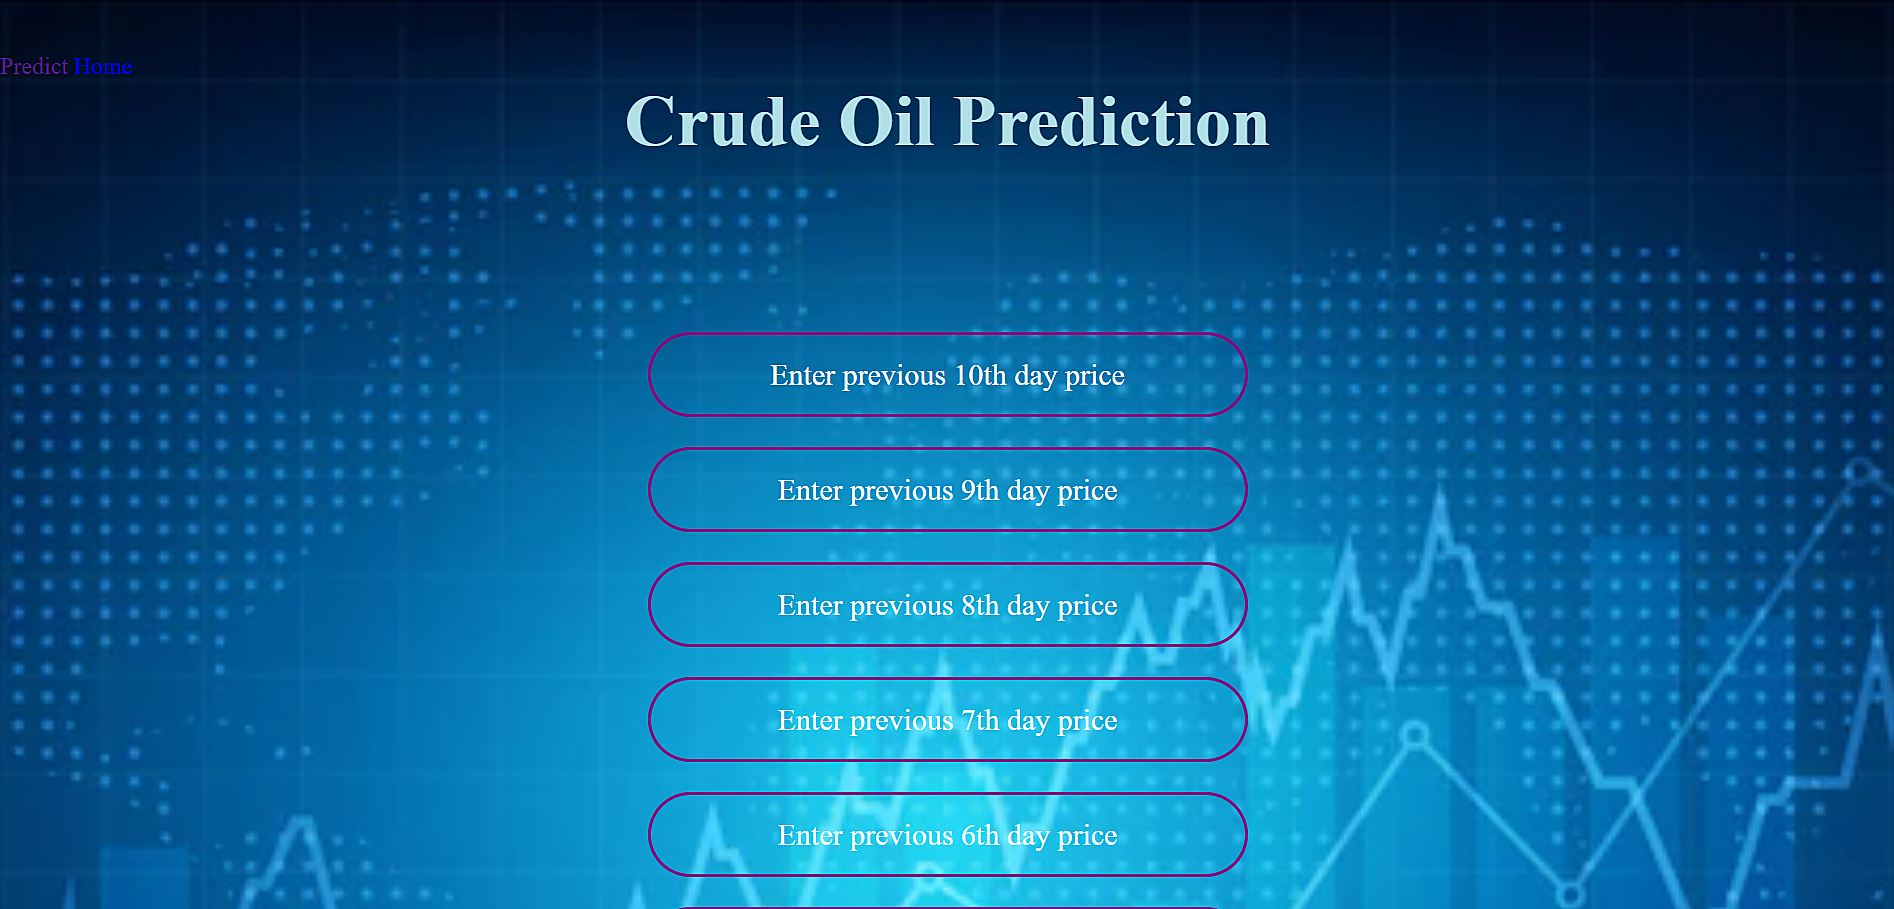 Predict Home
Crude Oil Prediction
Enter previous 10th day price
Enter previous 9th day price
Enter previous 8th day price
Enter previous 7th day price
Enter previous 6th day price